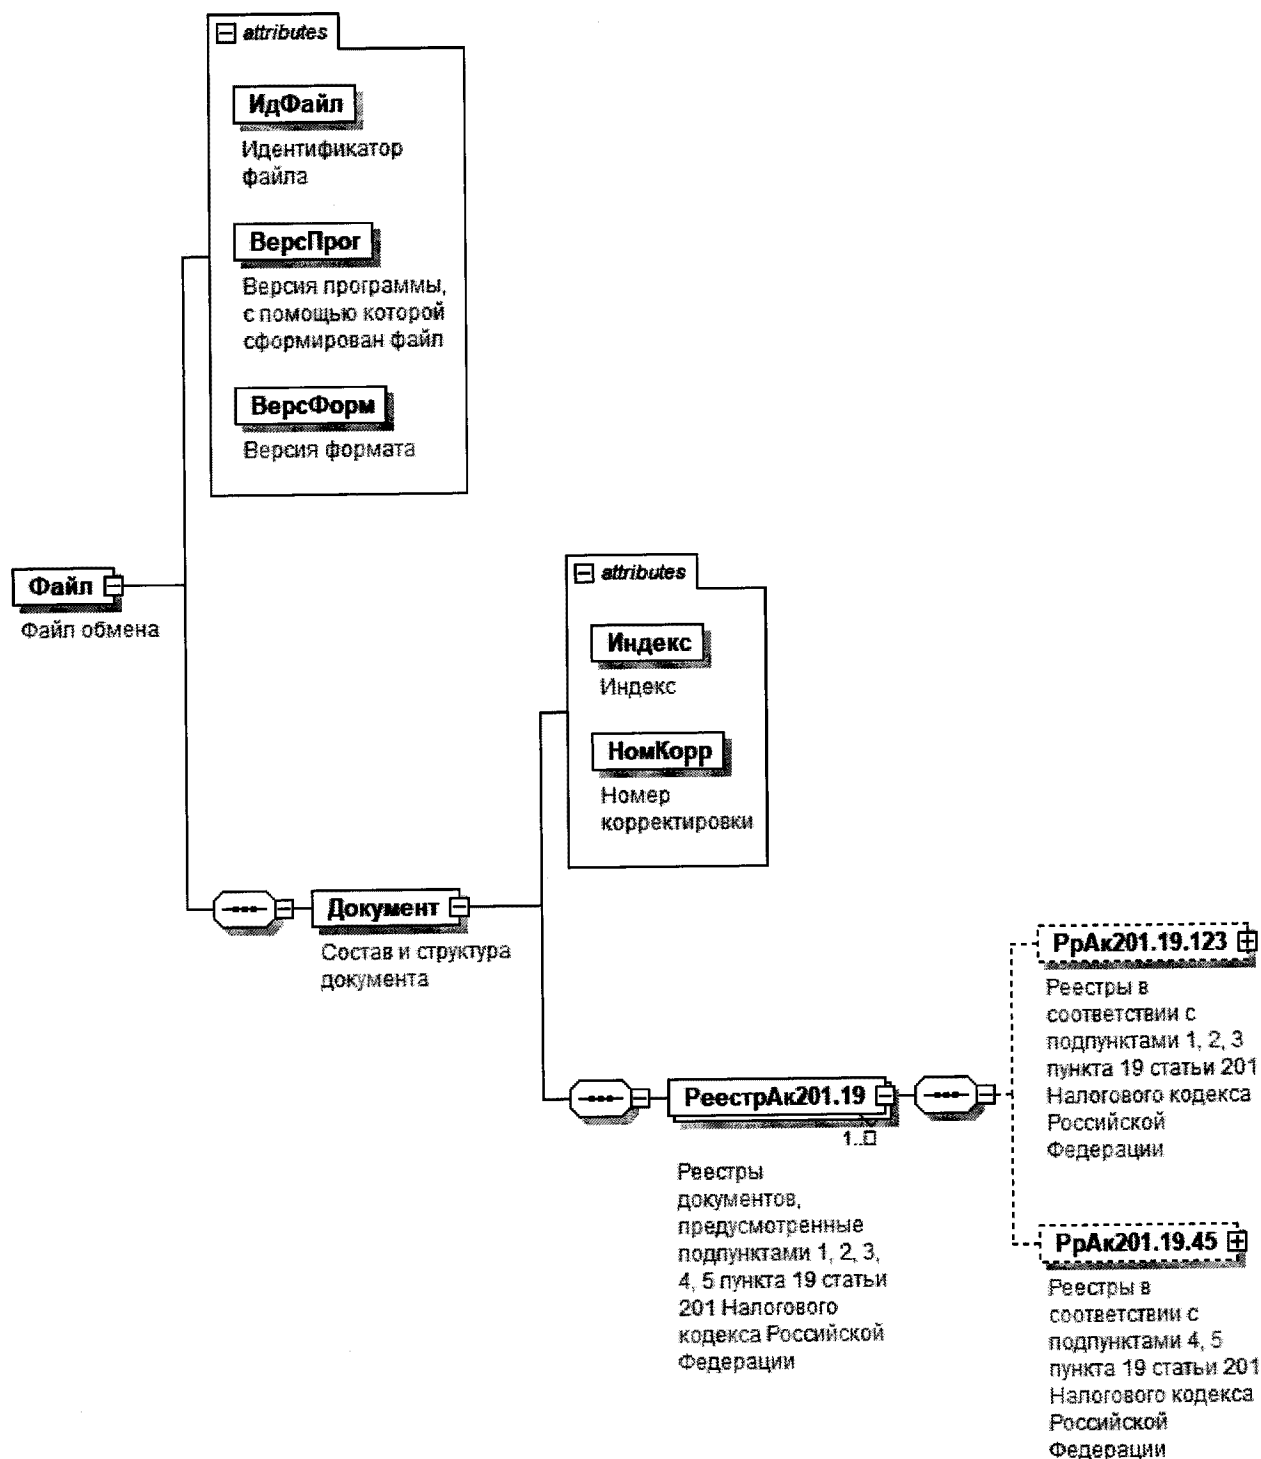 attributes
ИдФайл
Идентификатор
файла
ВерсПрог
Версия программы,
с помощью которой
сформирован файл
ВерсФорм
Версия формата
Файл
Файл обмена
attributes
Индекс
Индекс
НомКорр
Номер
корректировки
Документ
Состав и структура
документа
РеестрАк201.19
1..
Реестры
документов,
предусмотренные
подпунктами 1, 2, 3,
4, 5 пункта 19 статьи
201 Налогового
кодекса Российской
Федерации
РрАк201.19.123
Реестры в
соответствии с
подпунктами 1, 2, 3
пункта 19 статьи 201
Налогового кодекса
Российской
Федерации
РрАк201.19.45
Реестры в
соответствии с
подпунктами 4, 5
пункта 19 статьи 201
Налогового кодекса
Российской
Федерации